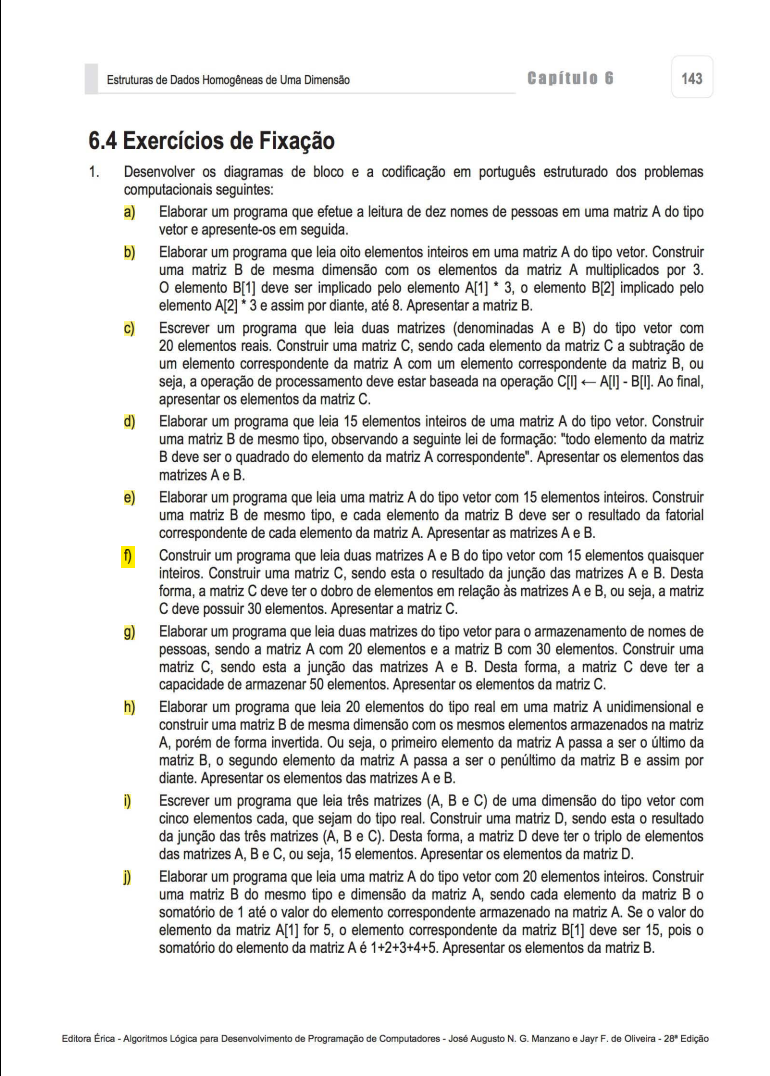 Estruturas de Dados Homogêneas de Uma Dimensão
Capítulo 6
143
6.4 Exercícios de Fixação
1. Desenvolver os diagramas de bloco e a codificação em português estruturado dos problemas
computacionais seguintes:
a) Elaborar um programa que efetue a leitura de dez nomes de pessoas em uma matriz A do tipo
vetor e apresente-os em seguida.
b) Elaborar um programa que leia oito elementos inteiros em uma matriz A do tipo vetor. Construir
uma matriz B de mesma dimensão com os elementos da matriz A multiplicados por 3.
O elemento B[1] deve ser implicado pelo elemento A[1] * 3, o elemento B[2] implicado pelo
elemento A[2] * 3 e assim por diante, até 8. Apresentar a matriz B.
c) Escrever um programa que leia duas matrizes (denominadas A e B) do tipo vetor com
20 elementos reais. Construir uma matriz C, sendo cada elemento da matriz C a subtração de
um elemento correspondente da matriz A com um elemento correspondente da matriz B, ou
seja, a operação de processamento deve estar baseada na operação C[I] ← A[I] - B[I]. Ao final,
apresentar os elementos da matriz C.
d) Elaborar um programa que leia 15 elementos inteiros de uma matriz A do tipo vetor. Construir
uma matriz B de mesmo tipo, observando a seguinte lei de formação: "todo elemento da matriz
B deve ser o quadrado do elemento da matriz A correspondente". Apresentar os elementos das
matrizes A e B.
e) Elaborar um programa que leia uma matriz A do tipo vetor com 15 elementos inteiros. Construir
uma matriz B de mesmo tipo, e cada elemento da matriz B deve ser o resultado da fatorial
correspondente de cada elemento da matriz A. Apresentar as matrizes A e B.
f) Construir um programa que leia duas matrizes A e B do tipo vetor com 15 elementos quaisquer
inteiros. Construir uma matriz C, sendo esta o resultado da junção das matrizes A e B. Desta
forma, a matriz C deve ter o dobro de elementos em relação às matrizes A e B, ou seja, a matriz
C deve possuir 30 elementos. Apresentar a matriz C.
g) Elaborar um programa que leia duas matrizes do tipo vetor para o armazenamento de nomes de
pessoas, sendo a matriz A com 20 elementos e a matriz B com 30 elementos. Construir uma
matriz C, sendo esta a junção das matrizes A e B. Desta forma, a matriz C deve ter a
capacidade de armazenar 50 elementos. Apresentar os elementos da matriz C.
h) Elaborar um programa que leia 20 elementos do tipo real em uma matriz A unidimensional e
construir uma matriz B de mesma dimensão com os mesmos elementos armazenados na matriz
A, porém de forma invertida. Ou seja, o primeiro elemento da matriz A passa a ser o último da
matriz B, o segundo elemento da matriz A passa a ser o penúltimo da matriz B e assim por
diante. Apresentar os elementos das matrizes A e B.
i) Escrever um programa que leia três matrizes (A, B e C) de uma dimensão do tipo vetor com
cinco elementos cada, que sejam do tipo real. Construir uma matriz D, sendo esta o resultado
da junção das três matrizes (A, B e C). Desta forma, a matriz D deve ter o triplo de elementos
das matrizes A, B e C, ou seja, 15 elementos. Apresentar os elementos da matriz D.
j) Elaborar um programa que leia uma matriz A do tipo vetor com 20 elementos inteiros. Construir
uma matriz B do mesmo tipo e dimensão da matriz A, sendo cada elemento da matriz B o
somatório de 1 até o valor do elemento correspondente armazenado na matriz A. Se o valor do
elemento da matriz A[1] for 5, o elemento correspondente da matriz B[1] deve ser 15, pois o
somatório do elemento da matriz A é 1+2+3+4+5. Apresentar os elementos da matriz B.
Editora Érica - Algoritmos Lógica para Desenvolvimento de Programação de Computadores - José Augusto N. G. Manzano e Jayr F. de Oliveira - 28ª Edição